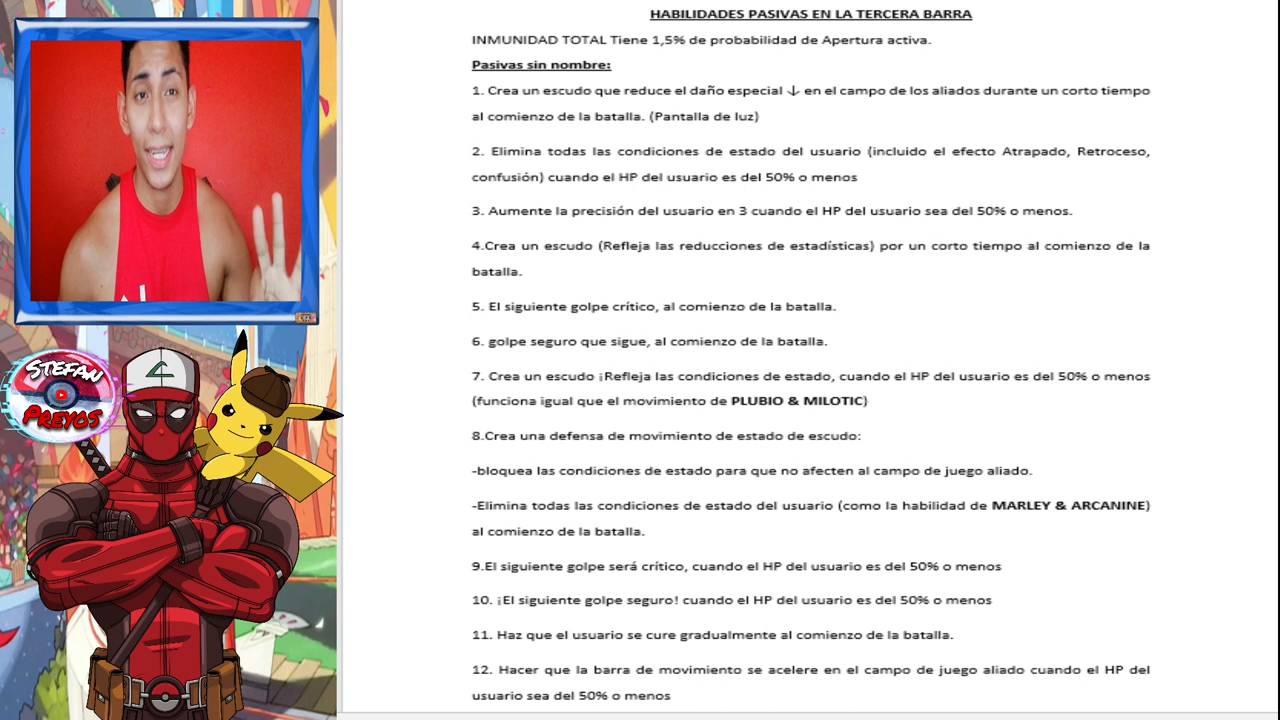 HABILIDADES PASIVAS EN LA TERCERA BARRA
INMUNIDAD TOTAL Tiene 1,5% de probabilidad de Apertura activa.
Pasivas sin nombre:
1. Crea un escudo que reduce el daño especial ↓ en el campo de los aliados durante un corto tiempo
al comienzo de la batalla. (Pantalla de luz)
2. Elimina todas las condiciones de estado del usuario (incluido el efecto Atrapado, Retroceso,
confusión) cuando el HP del usuario es del 50% o menos
3. Aumente la precisión del usuario en 3 cuando el HP del usuario sea del 50% o menos.
4.Crea un escudo (Refleja las reducciones de estadísticas) por un corto tiempo al comienzo de la
batalla.
5. El siguiente golpe crítico, al comienzo de la batalla.
6. golpe seguro que sigue, al comienzo de la batalla.
7. Crea un escudo ¡Refleja las condiciones de estado, cuando el HP del usuario es del 50% o menos
(funciona igual que el movimiento de PLUBIO & MILOTIC)
8.Crea una defensa de movimiento de estado de escudo:
-bloquea las condiciones de estado para que no afecten al campo de juego aliado.
-Elimina todas las condiciones de estado del usuario (como la habilidad de MARLEY & ARCANINE)
al comienzo de la batalla.
9.El siguiente golpe será crítico, cuando el HP del usuario es del 50% o menos
10. ¡El siguiente golpe seguro! cuando el HP del usuario es del 50% o menos
11. Haz que el usuario se cure gradualmente al comienzo de la batalla.
12. Hacer que la barra de movimiento se acelere en el campo de juego aliado cuando el HP del
usuario sea del 50% o menos
STEFAN
PREYOS